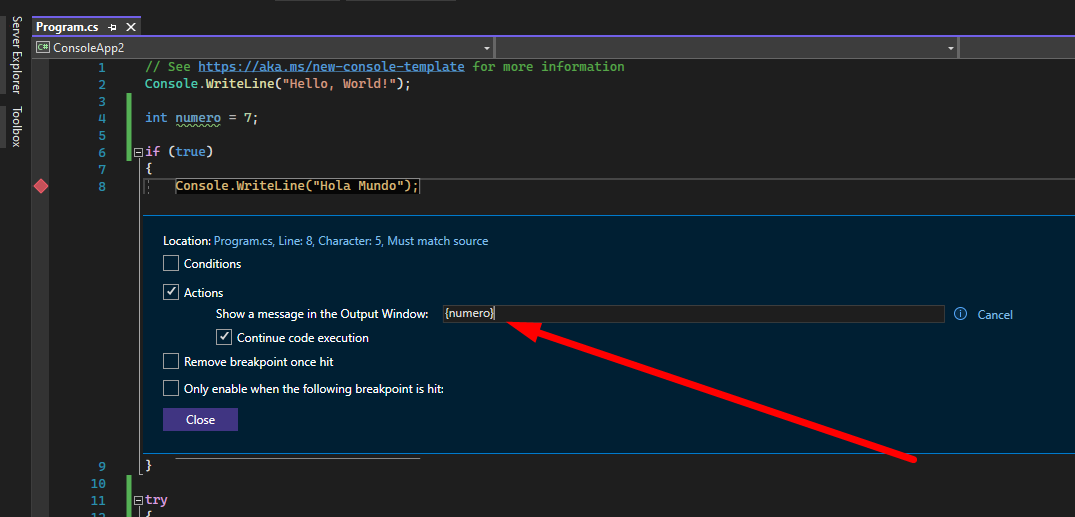 Server Explorer
Toolbox
Program.cs
C# ConsoleApp2
1 // See https://aka.ms/new-console-template for more information
2 Console.WriteLine("Hello, World!");
3
4 int numero = 7;
5
6 if (true)
7 {
8 Console.WriteLine("Hola Mundo");
Location: Program.cs, Line: 8, Character: 5, Must match source
Conditions
Actions
Show a message in the Output Window: {numero} Cancel
Continue code execution
Remove breakpoint once hit
Only enable when the following breakpoint is hit:
Close
9 }
10
11 try
12 {